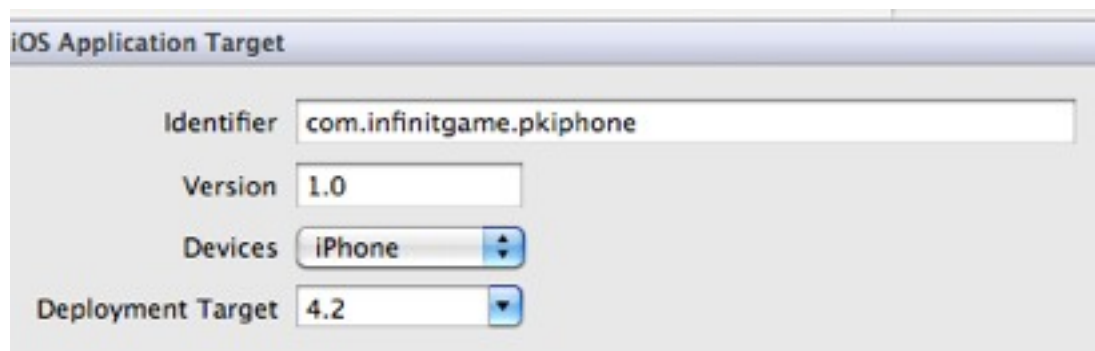 iOS Application Target
Identifier com.infinitgame.pkiphone
Version 1.0
Devices iPhone
Deployment Target 4.2